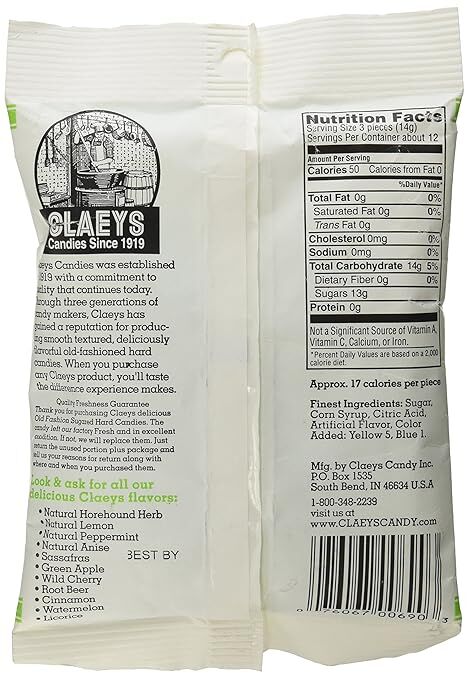 CLAEYS
Candies Since 1919
aeys Candies was established
1919 with a commitment to
ality that continues today.
hrough three generations of
ndy makers, Claeys has
ained a reputation for produc-
ing smooth textured, deliciously
flavorful old-fashioned hard
candies. When you purchase
any Claeys product, you'll taste
the difference experience makes.
Quality Freshness Guarantee
Thank you for purchasing Claeys delicious
Old Fashion Sugared Hard Candies. The
candy left our factory Fresh and in excellent
condition. If not, we will replace them. Just
return the unused portion plus package and
tell us your reasons for return along with
where and when you purchased them.
Look & ask for all our
delicious Claeys flavors:
• Natural Horehound Herb
• Natural Lemon
• Natural Peppermint
• Natural Anise
• Sassafras
• Green Apple
• Wild Cherry
• Root Beer
• Cinnamon
• Watermelon
• Licorice
BEST BY
Nutrition Facts
Serving Size 3 pieces (14g)
Servings Per Container about 12
Amount Per Serving
Calories 50 Calories from Fat 0
%Daily Value*
Total Fat 0g 0%
Saturated Fat 0g 0%
Trans Fat 0g
Cholesterol 0mg 0%
Sodium 0mg 0%
Total Carbohydrate 14g 5%
Dietary Fiber 0g 0%
Sugars 13g
Protein 0g
Not a Significant Source of Vitamin A,
Vitamin C, Calcium, or Iron.
*Percent Daily Values are based on a 2,000
calorie diet.
Approx. 17 calories per piece
Finest Ingredients: Sugar,
Corn Syrup, Citric Acid,
Artificial Flavor, Color
Added: Yellow 5, Blue 1.
Mfg. by Claeys Candy Inc.
P.O. Box 1535
South Bend, IN 46634 U.S.A
1-800-348-2239
visit us at
www.CLAEYSCANDY.com
0 76067 00690 3